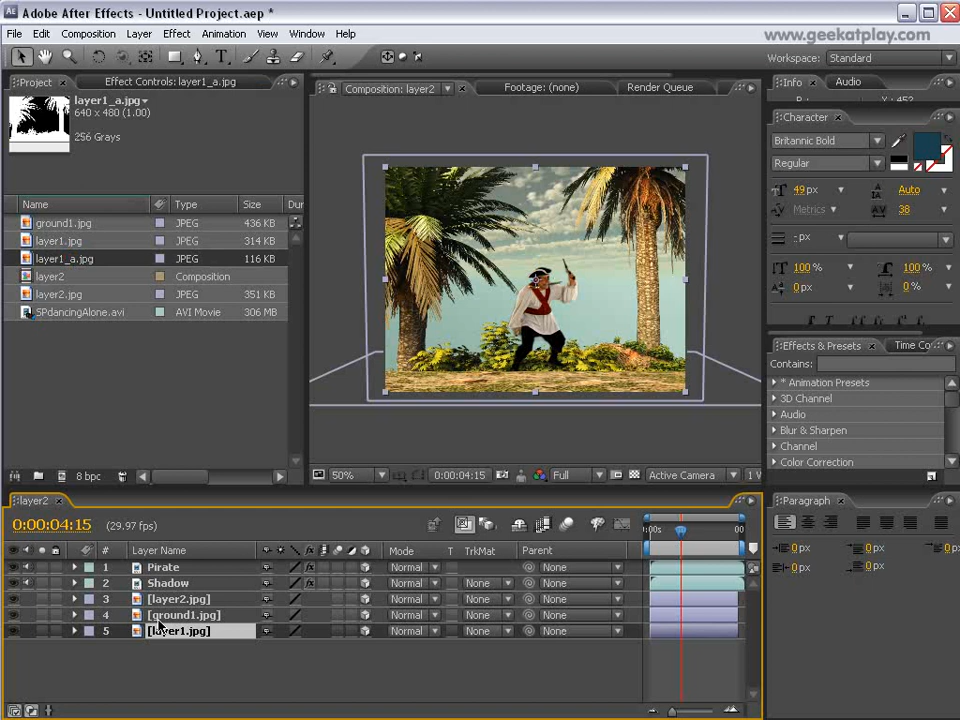 Adobe After Effects - Untitled Project.aep *
File Edit Composition Layer Effect Animation View Window Help
www.geekatplay.com
Workspace: Standard
Project Effect Controls: layer1_a.jpg
layer1_a.jpg
640 x 480 (1.00)
256 Grays
Name Type Size Dur
ground1.jpg JPEG 436 KB
layer1.jpg JPEG 314 KB
layer1_a.jpg JPEG 116 KB
layer2 Composition
layer2.jpg JPEG 351 KB
SPdancingAlone.avi AVI Movie 306 MB
8 bpc
Composition: layer2 Footage: (none) Render Queue
50% 0:00:04:15 Full Active Camera 1 V
Info Audio
Y: 452
Character
Britannic Bold
Regular
49 px Auto
Metrics 38
- px
100 % 100 %
0 px 0 %
Effects & Presets Time Co
Contains:
* Animation Presets
3D Channel
Audio
Blur & Sharpen
Channel
Color Correction
Paragraph
0 px 0 px 0 px
0 px 0 px
layer2
0:00:04:15 (29.97 fps)
:00s 00
# Layer Name Mode T TrkMat Parent
1 Pirate Normal None
2 Shadow Normal None None
3 [layer2.jpg] Normal None None
4 [ground1.jpg] Normal None None
5 [layer1.jpg] Normal None None